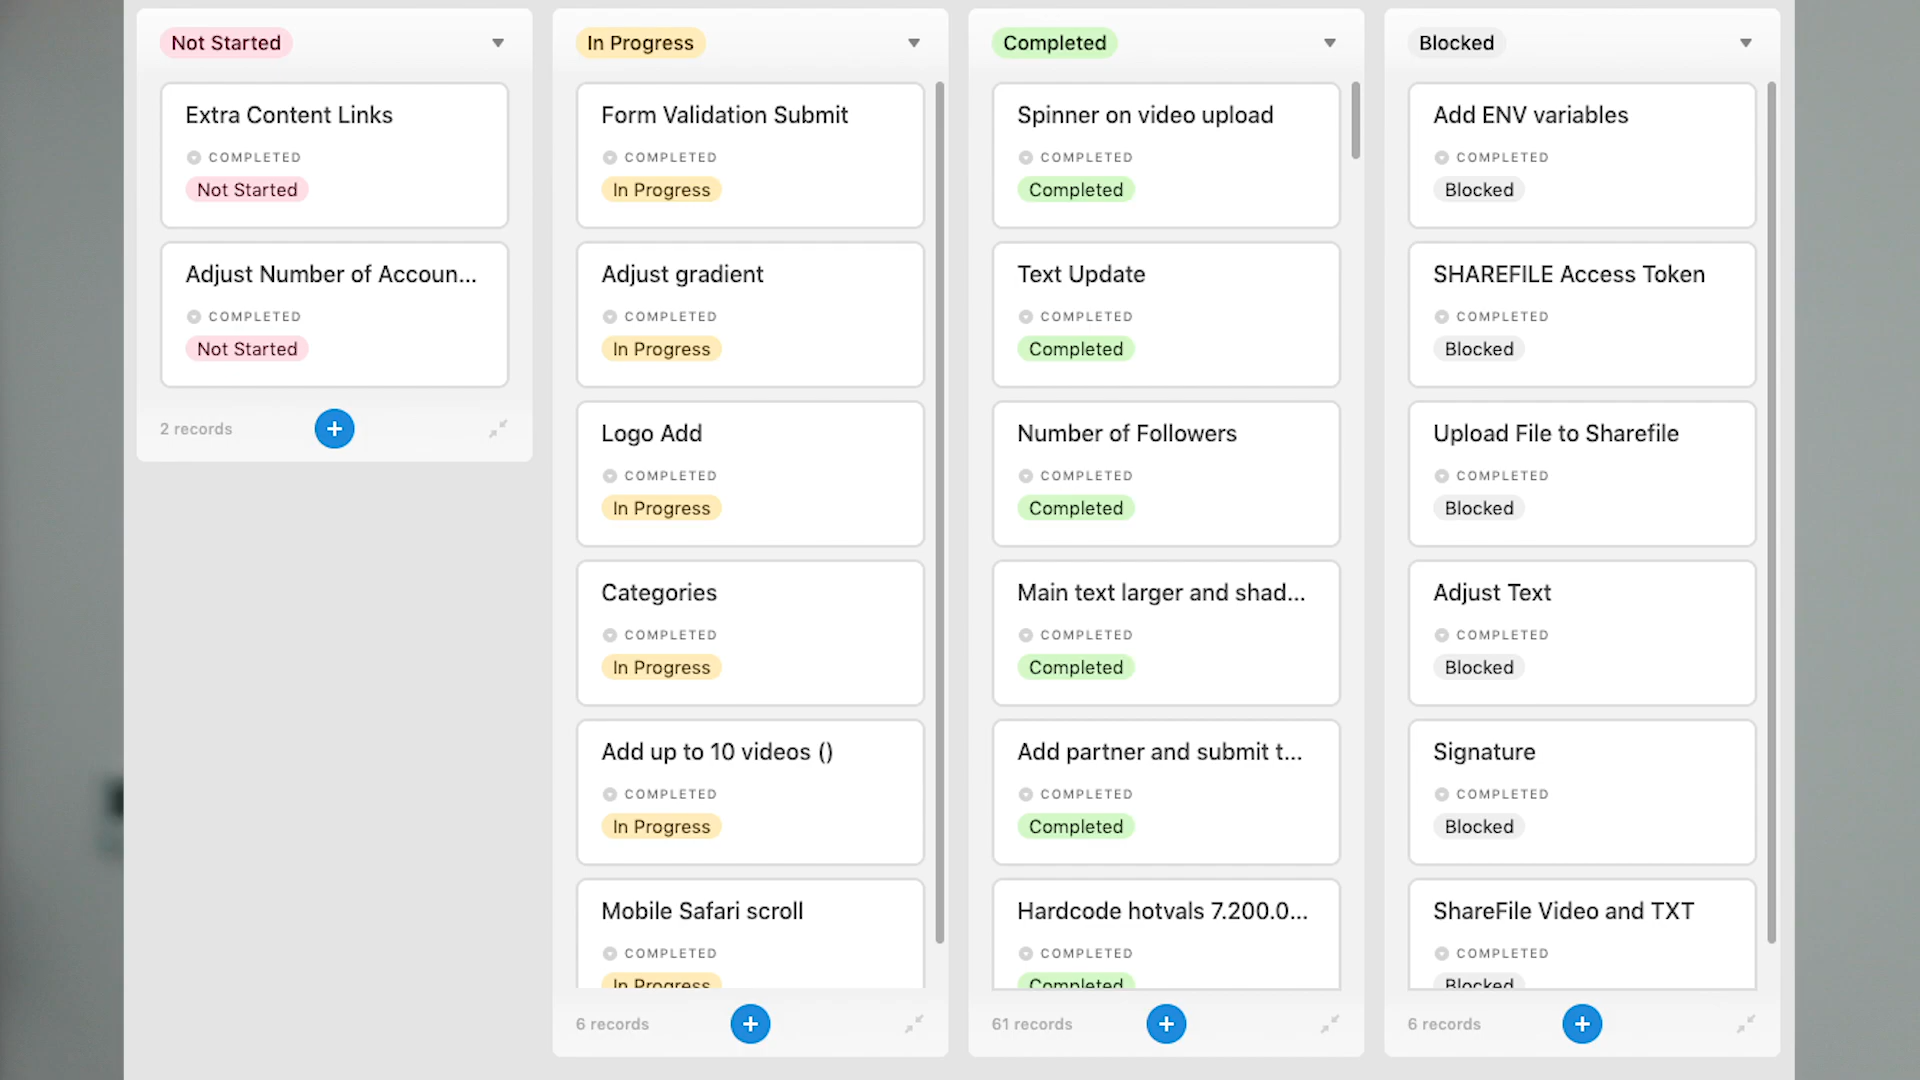 Not Started
Extra Content Links
COMPLETED
Not Started
Adjust Number of Accoun...
COMPLETED
Not Started
2 records
In Progress
Form Validation Submit
COMPLETED
In Progress
Adjust gradient
COMPLETED
In Progress
Logo Add
COMPLETED
In Progress
Categories
COMPLETED
In Progress
Add up to 10 videos ()
COMPLETED
In Progress
Mobile Safari scroll
COMPLETED
In Progress
6 records
Completed
Spinner on video upload
COMPLETED
Completed
Text Update
COMPLETED
Completed
Number of Followers
COMPLETED
Completed
Main text larger and shad...
COMPLETED
Completed
Add partner and submit t...
COMPLETED
Completed
Hardcode hotvals 7.200.0...
COMPLETED
Completed
61 records
Blocked
Add ENV variables
COMPLETED
Blocked
SHAREFILE Access Token
COMPLETED
Blocked
Upload File to Sharefile
COMPLETED
Blocked
Adjust Text
COMPLETED
Blocked
Signature
COMPLETED
Blocked
ShareFile Video and TXT
COMPLETED
Blocked
6 records